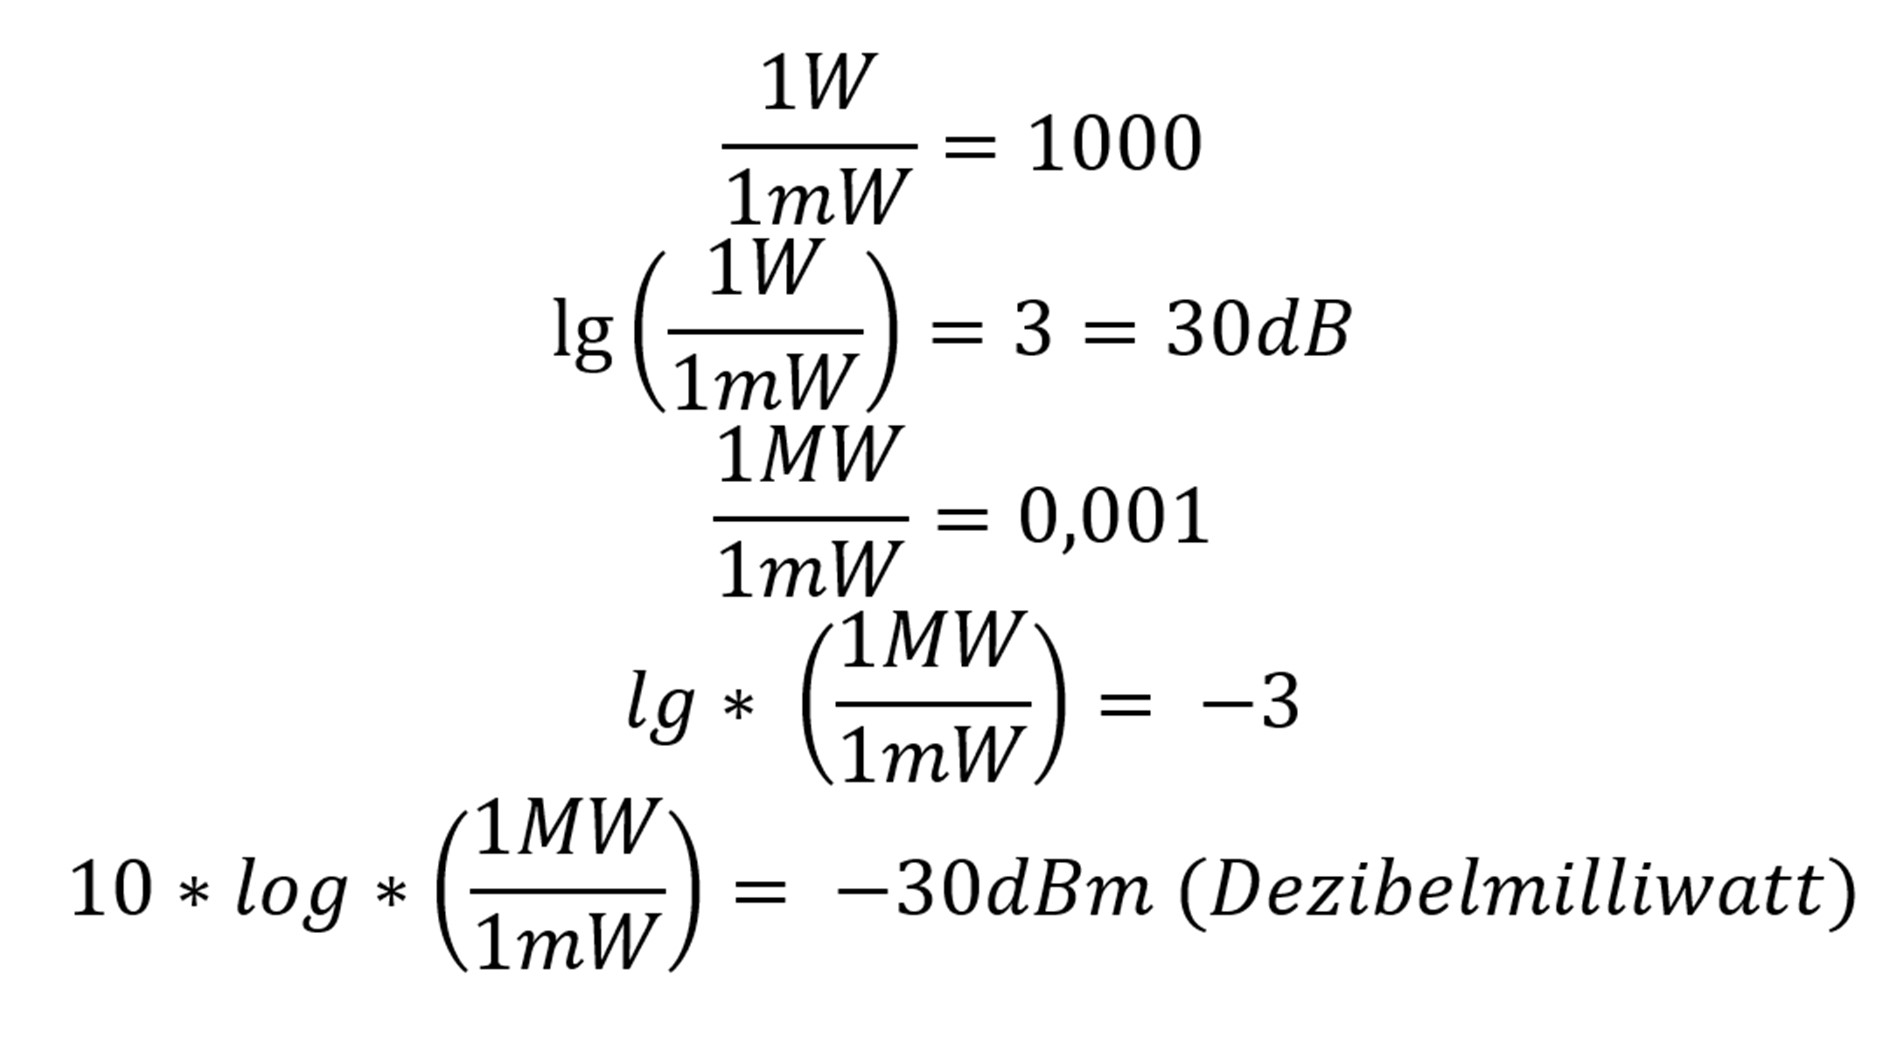 1W/1mW = 1000
lg(1W/1mW) = 3 = 30dB
1MW/1mW = 0,001
lg * (1MW/1mW) = −3
10 * log * (1MW/1mW) = −30dBm (Dezibelmilliwatt)